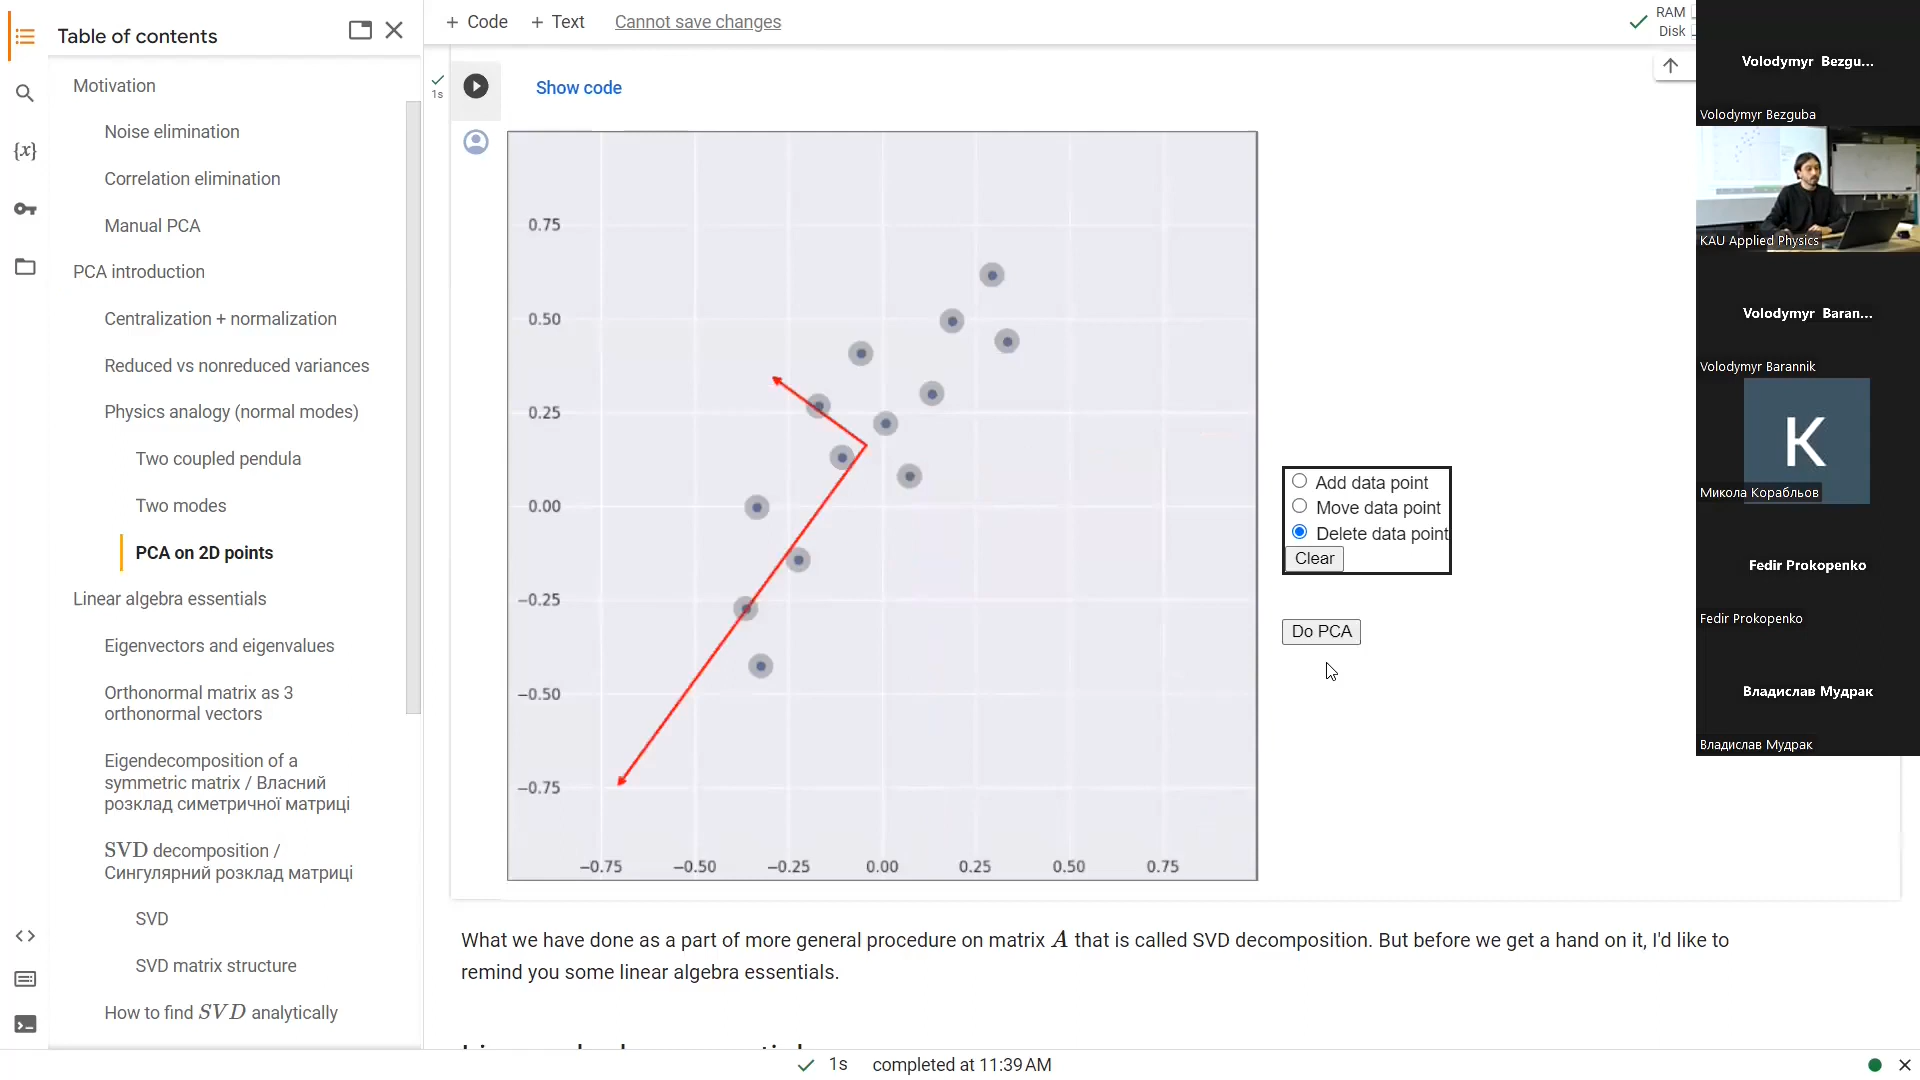 Table of contents
Motivation
Noise elimination
Correlation elimination
Manual PCA
PCA introduction
Centralization + normalization
Reduced vs nonreduced variances
Physics analogy (normal modes)
Two coupled pendula
Two modes
PCA on 2D points
Linear algebra essentials
Eigenvectors and eigenvalues
Orthonormal matrix as 3
orthonormal vectors
Eigendecomposition of a
symmetric matrix / Власний
розклад симетричної матриці
SVD decomposition /
Сингулярний розклад матриці
SVD
SVD matrix structure
How to find SVD analytically
{x}
+ Code + Text Cannot save changes
RAM
Disk
1s
Show code
0.75
0.50
0.25
0.00
−0.25
−0.50
−0.75
−0.75 −0.50 −0.25 0.00 0.25 0.50 0.75
Add data point
Move data point
Delete data point
Clear
Do PCA
What we have done as a part of more general procedure on matrix A that is called SVD decomposition. But before we get a hand on it, I'd like to
remind you some linear algebra essentials.
1s completed at 11:39 AM
Volodymyr Bezgu...
Volodymyr Bezguba
KAU Applied Physics
Volodymyr Baran...
Volodymyr Barannik
K
Микола Корабльов
Fedir Prokopenko
Fedir Prokopenko
Владислав Мудрак
Владислав Мудрак